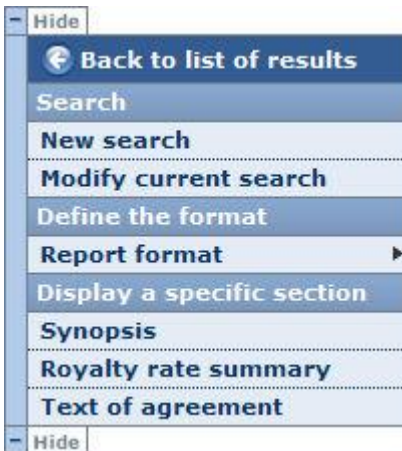 Hide
Back to list of results
Search
New search
Modify current search
Define the format
Report format
Display a specific section
Synopsis
Royalty rate summary
Text of agreement
Hide